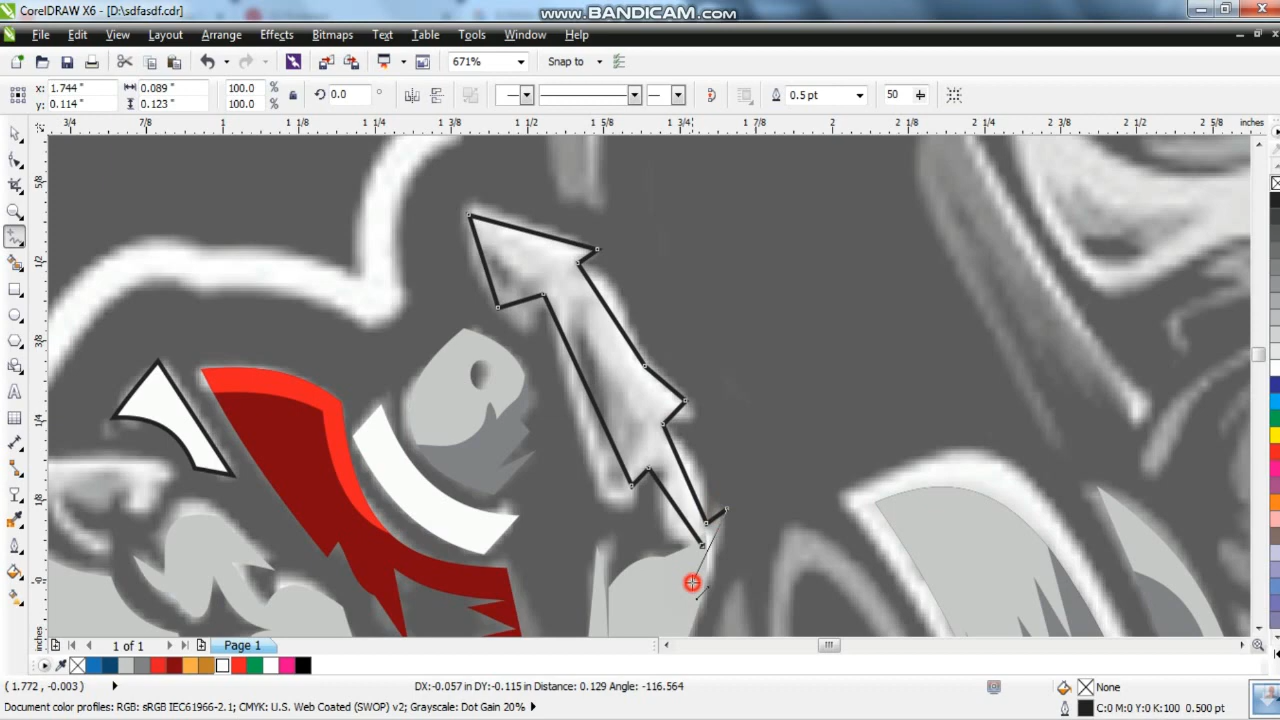 CorelDRAW X6 - [D:\sdfasdf.cdr]
www.BANDICAM.com
File Edit View Layout Arrange Effects Bitmaps Text Table Tools Window Help
671% Snap to
x: 1.744 " 0.089 " 100.0 % 0.0 ° 0.5 pt 50
y: 0.114 " 0.123 " 100.0 %
3/4 7/8 1 1 1/8 1 1/4 1 3/8 1 1/2 1 5/8 1 3/4 1 7/8 2 2 1/8 2 1/4 2 3/8 2 1/2 2 5/8 inches
5/8
1/2
3/8
1/4
1/8
0
inches
1 of 1 Page 1
( 1.772 , -0.003 ) DX:-0.057 in DY:-0.115 in Distance: 0.129 Angle: -116.564 None
Document color profiles: RGB: sRGB IEC61966-2.1; CMYK: U.S. Web Coated (SWOP) v2; Grayscale: Dot Gain 20% C:0 M:0 Y:0 K:100 0.500 pt